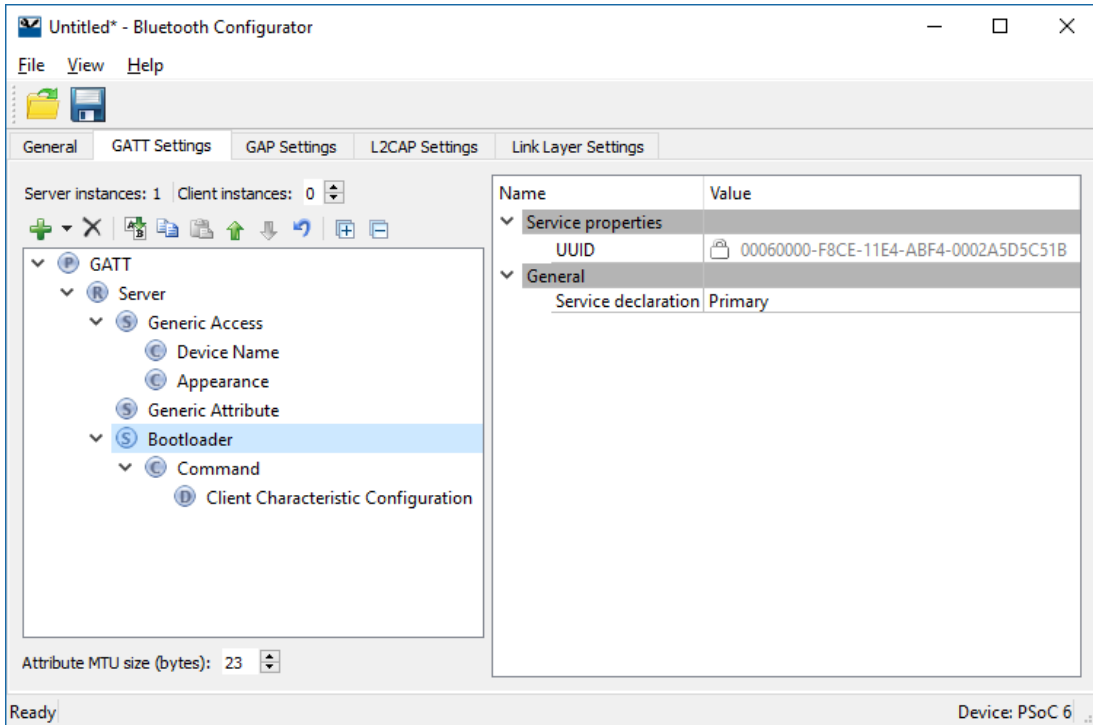 Untitled* - Bluetooth Configurator
File View Help
General GATT Settings GAP Settings L2CAP Settings Link Layer Settings
Server instances: 1 Client instances: 0
A B
P GATT
R Server
S Generic Access
C Device Name
C Appearance
S Generic Attribute
S Bootloader
C Command
D Client Characteristic Configuration
Attribute MTU size (bytes): 23
Name Value
Service properties
UUID 00060000-F8CE-11E4-ABF4-0002A5D5C51B
General
Service declaration Primary
Ready Device: PSoC 6